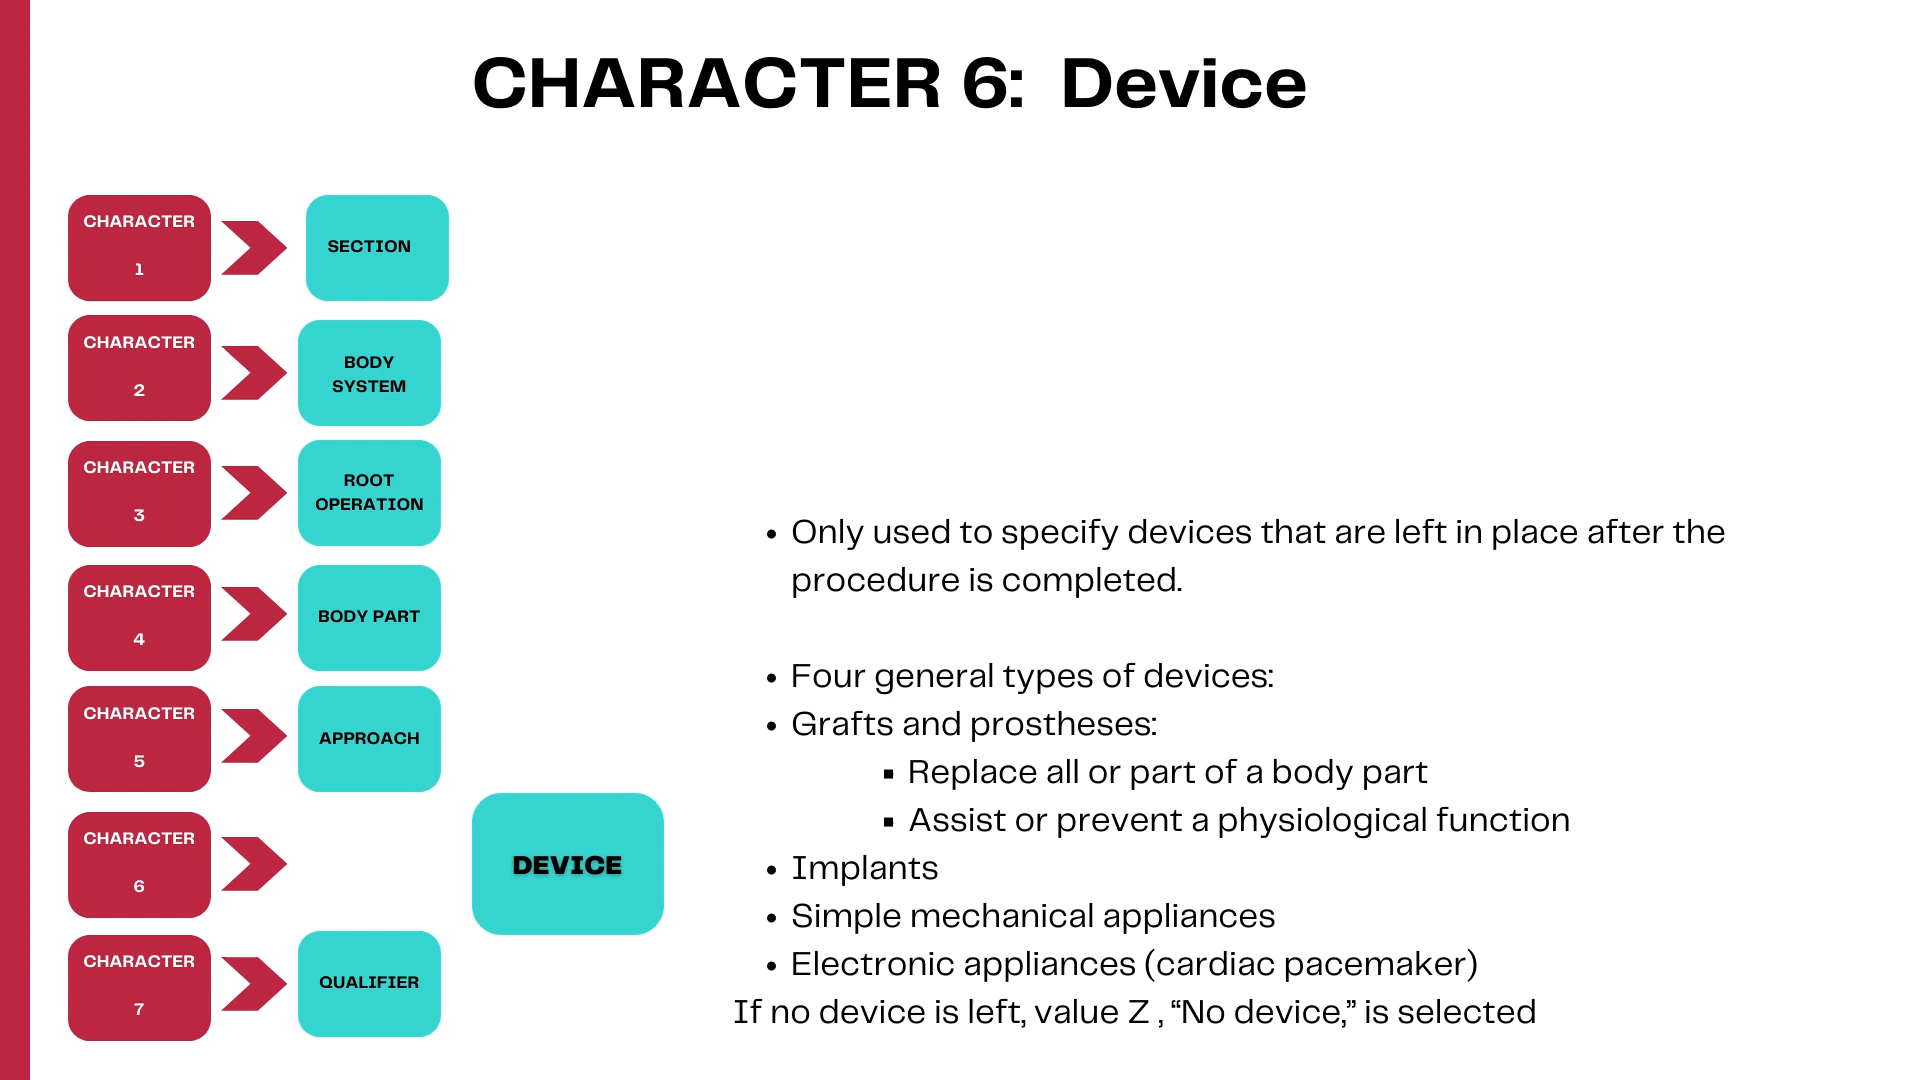 CHARACTER 6: Device
CHARACTER
1
SECTION
CHARACTER
2
BODY
SYSTEM
CHARACTER
3
ROOT
OPERATION
CHARACTER
4
BODY PART
CHARACTER
5
APPROACH
CHARACTER
6
DEVICE
CHARACTER
7
QUALIFIER
• Only used to specify devices that are left in place after the
procedure is completed.
• Four general types of devices:
• Grafts and prostheses:
▪ Replace all or part of a body part
▪ Assist or prevent a physiological function
• Implants
• Simple mechanical appliances
• Electronic appliances (cardiac pacemaker)
If no device is left, value Z , “No device,” is selected